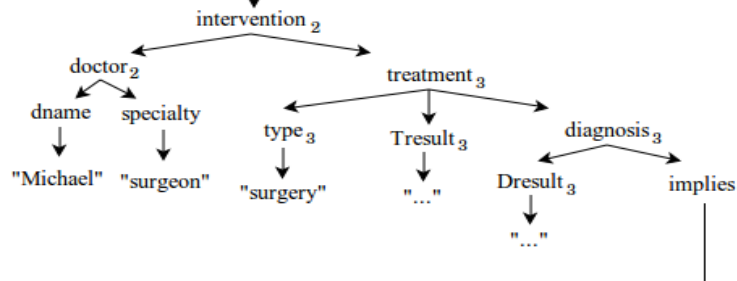 intervention 2
doctor 2
treatment 3
dname specialty
type 3 Tresult 3 diagnosis 3
"Michael" "surgeon" "surgery" "..." Dresult 3 implies
"..."